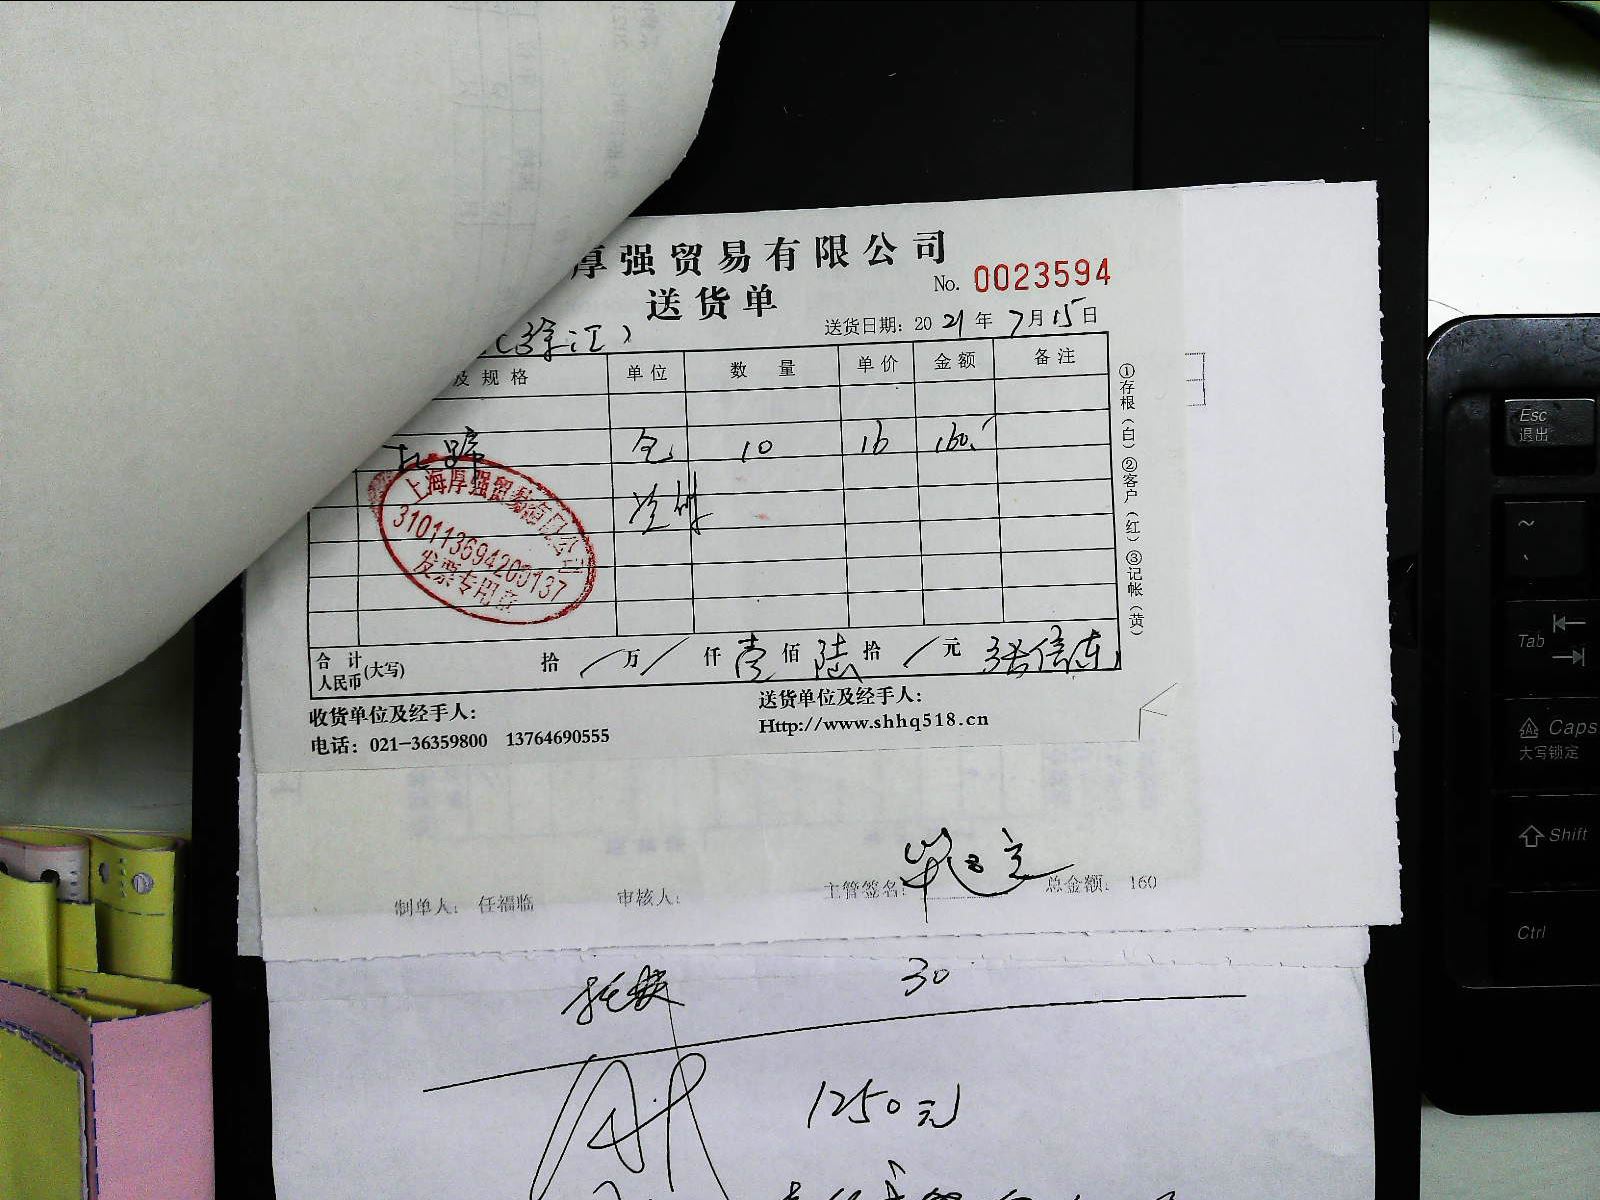 厚强贸易有限公司
No. 0023594
送货单
送货日期: 2021年7月15日
(徐汇)
及规格 单位 数量 单价 金额 备注
包 10 16 160.
上海厚强贸易有限公司
310113694200137
发票专用章
合计人民币(大写) 拾/万/仟壹佰陆拾/元
收货单位及经手人:
送货单位及经手人:
电话: 021-36359800 13764690555
Http://www.shhq518.cn
①存根(白)②客户(红)③记帐(黄)
制单人: 任福临 审核人: 主管签名: 总金额: 160
30
1250元
Esc
退出
~
Tab
Caps
大写锁定
Shift
Ctrl